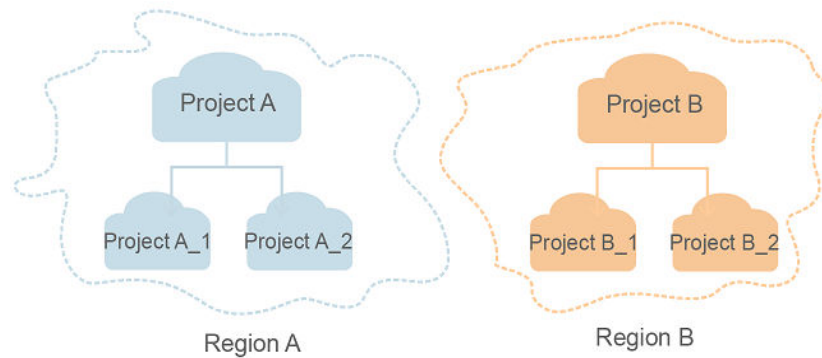 Project A
Project A_1
Project A_2
Region A
Project B
Project B_1
Project B_2
Region B